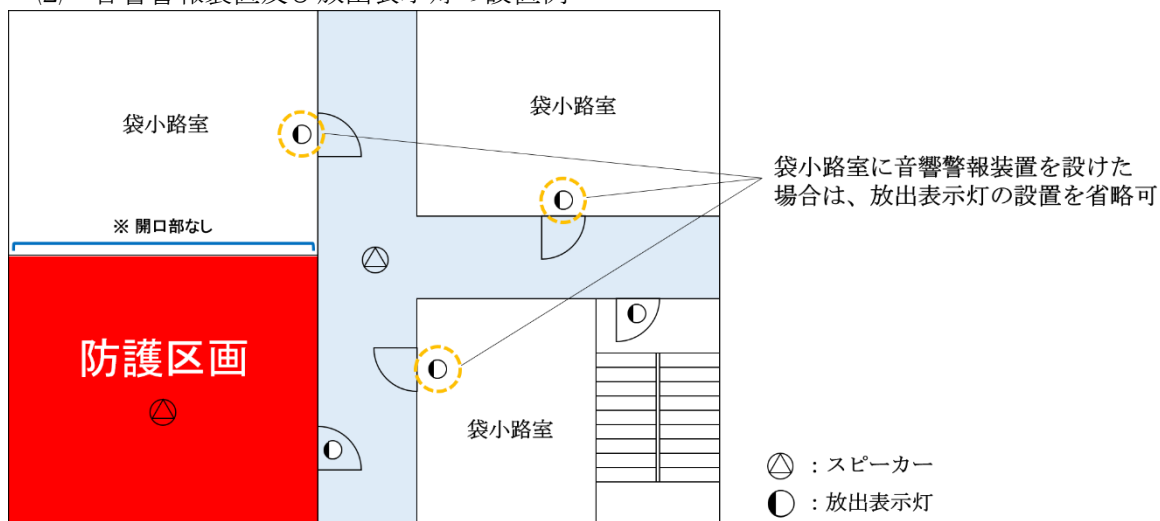 袋小路室
袋小路室
袋小路室に音響警報装置を設けた
場合は、放出表示灯の設置を省略可
※ 開口部なし
防護区画
袋小路室
：スピーカー
：放出表示灯